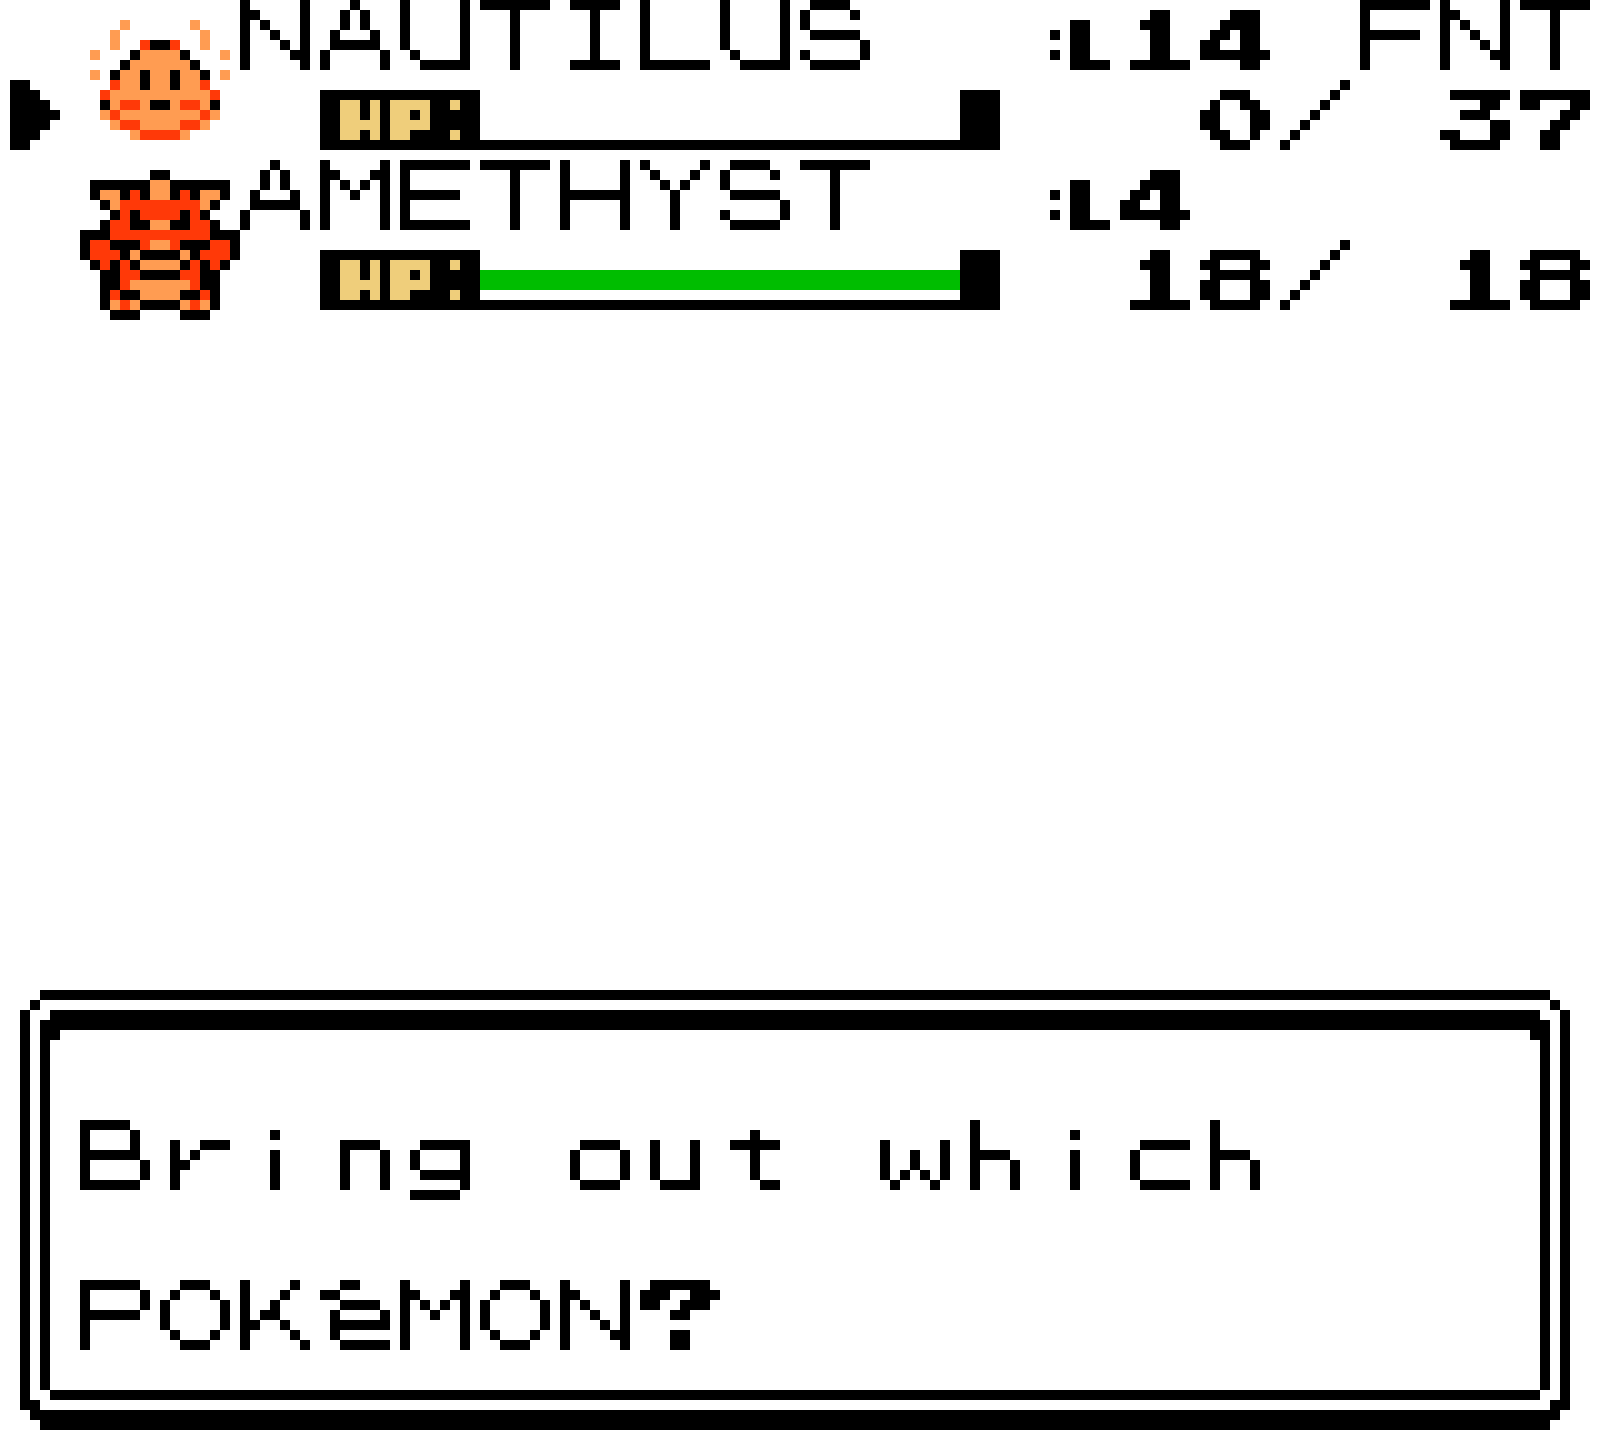 NAUTILUS :L14 FNT
HP: 0/ 37
AMETHYST :L4
HP: 18/ 18
Bring out which
POKéMON?